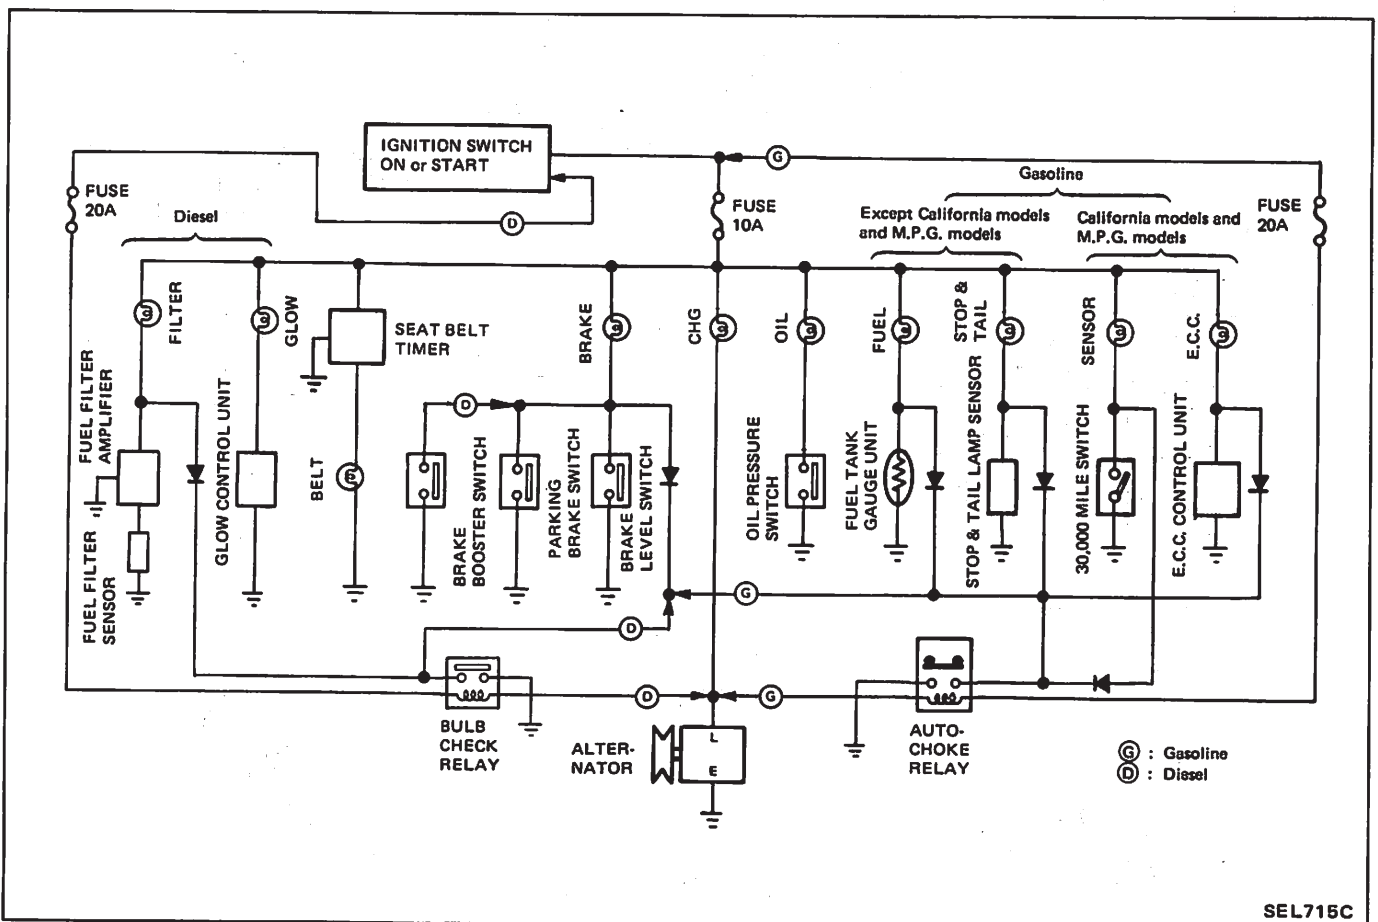 IGNITION SWITCH
ON or START
G
Gasoline
FUSE
20A
Diesel
D
FUSE
10A
Except California models
and M.P.G. models
California models and
M.P.G. models
FUSE
20A
FILTER
GLOW
SEAT BELT
TIMER
BRAKE
CHG
OIL
FUEL
STOP &
TAIL
SENSOR
E.C.C.
FUEL FILTER
AMPLIFIER
GLOW CONTROL UNIT
BELT
D
BRAKE
BOOSTER SWITCH
PARKING
BRAKE SWITCH
BRAKE
LEVEL SWITCH
OIL PRESSURE
SWITCH
FUEL TANK
GAUGE UNIT
STOP & TAIL LAMP SENSOR
30,000 MILE SWITCH
E.C.C. CONTROL UNIT
FUEL FILTER
SENSOR
G
D
D
G
BULB
CHECK
RELAY
ALTER-
NATOR
L
E
AUTO-
CHOKE
RELAY
G : Gasoline
D : Diesel
SEL715C